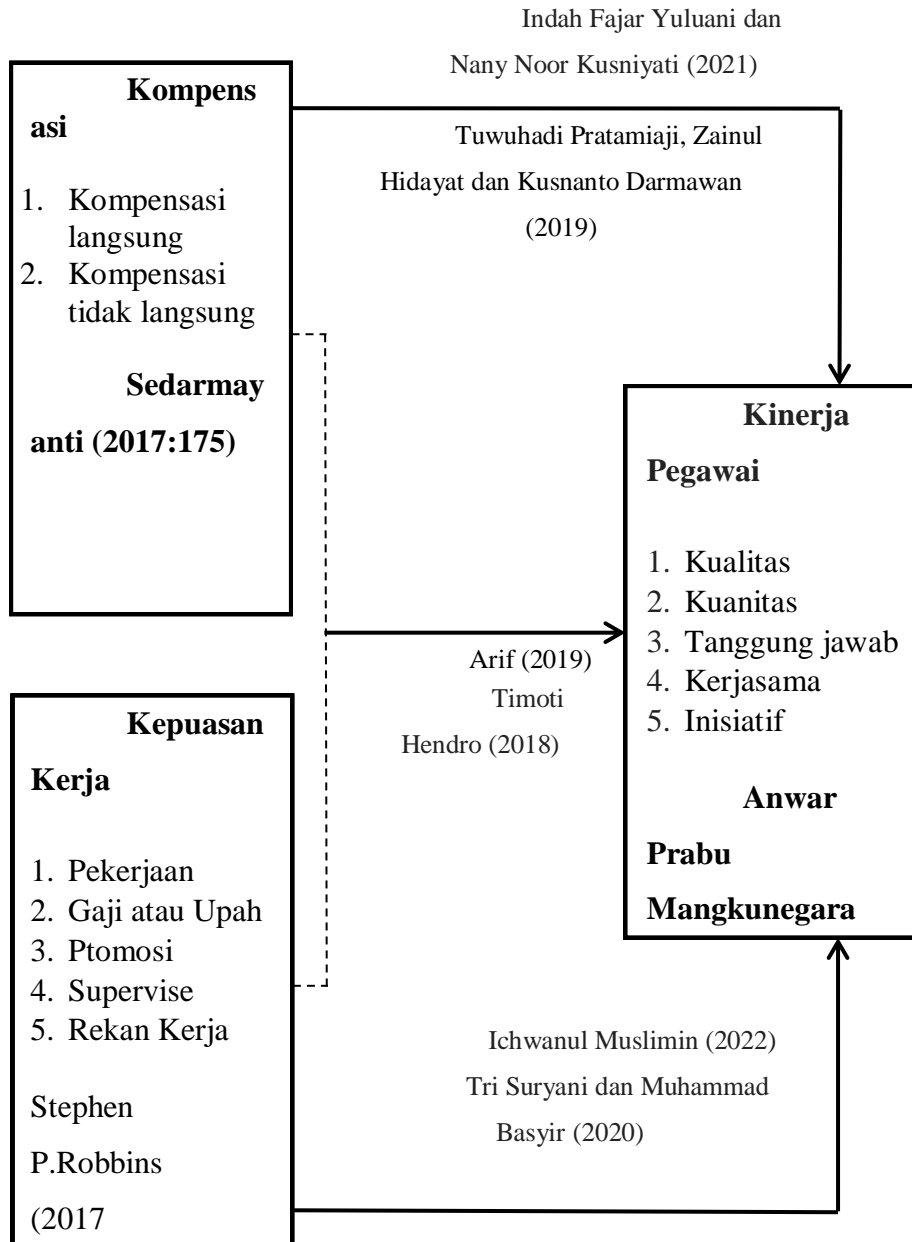 Indah Fajar Yuluani dan
Nany Noor Kusniyati (2021)
Kompens
asi
1. Kompensasi
langsung
2. Kompensasi
tidak langsung
Sedarmay
anti (2017:175)
Tuwuhadi Pratamiaji, Zainul
Hidayat dan Kusnanto Darmawan
(2019)
Kinerja
Pegawai
1. Kualitas
2. Kuanitas
3. Tanggung jawab
4. Kerjasama
5. Inisiatif
Anwar
Prabu
Mangkunegara
Arif (2019)
Timoti
Hendro (2018)
Kepuasan
Kerja
1. Pekerjaan
2. Gaji atau Upah
3. Ptomosi
4. Supervise
5. Rekan Kerja
Stephen
P.Robbins
(2017
Ichwanul Muslimin (2022)
Tri Suryani dan Muhammad
Basyir (2020)